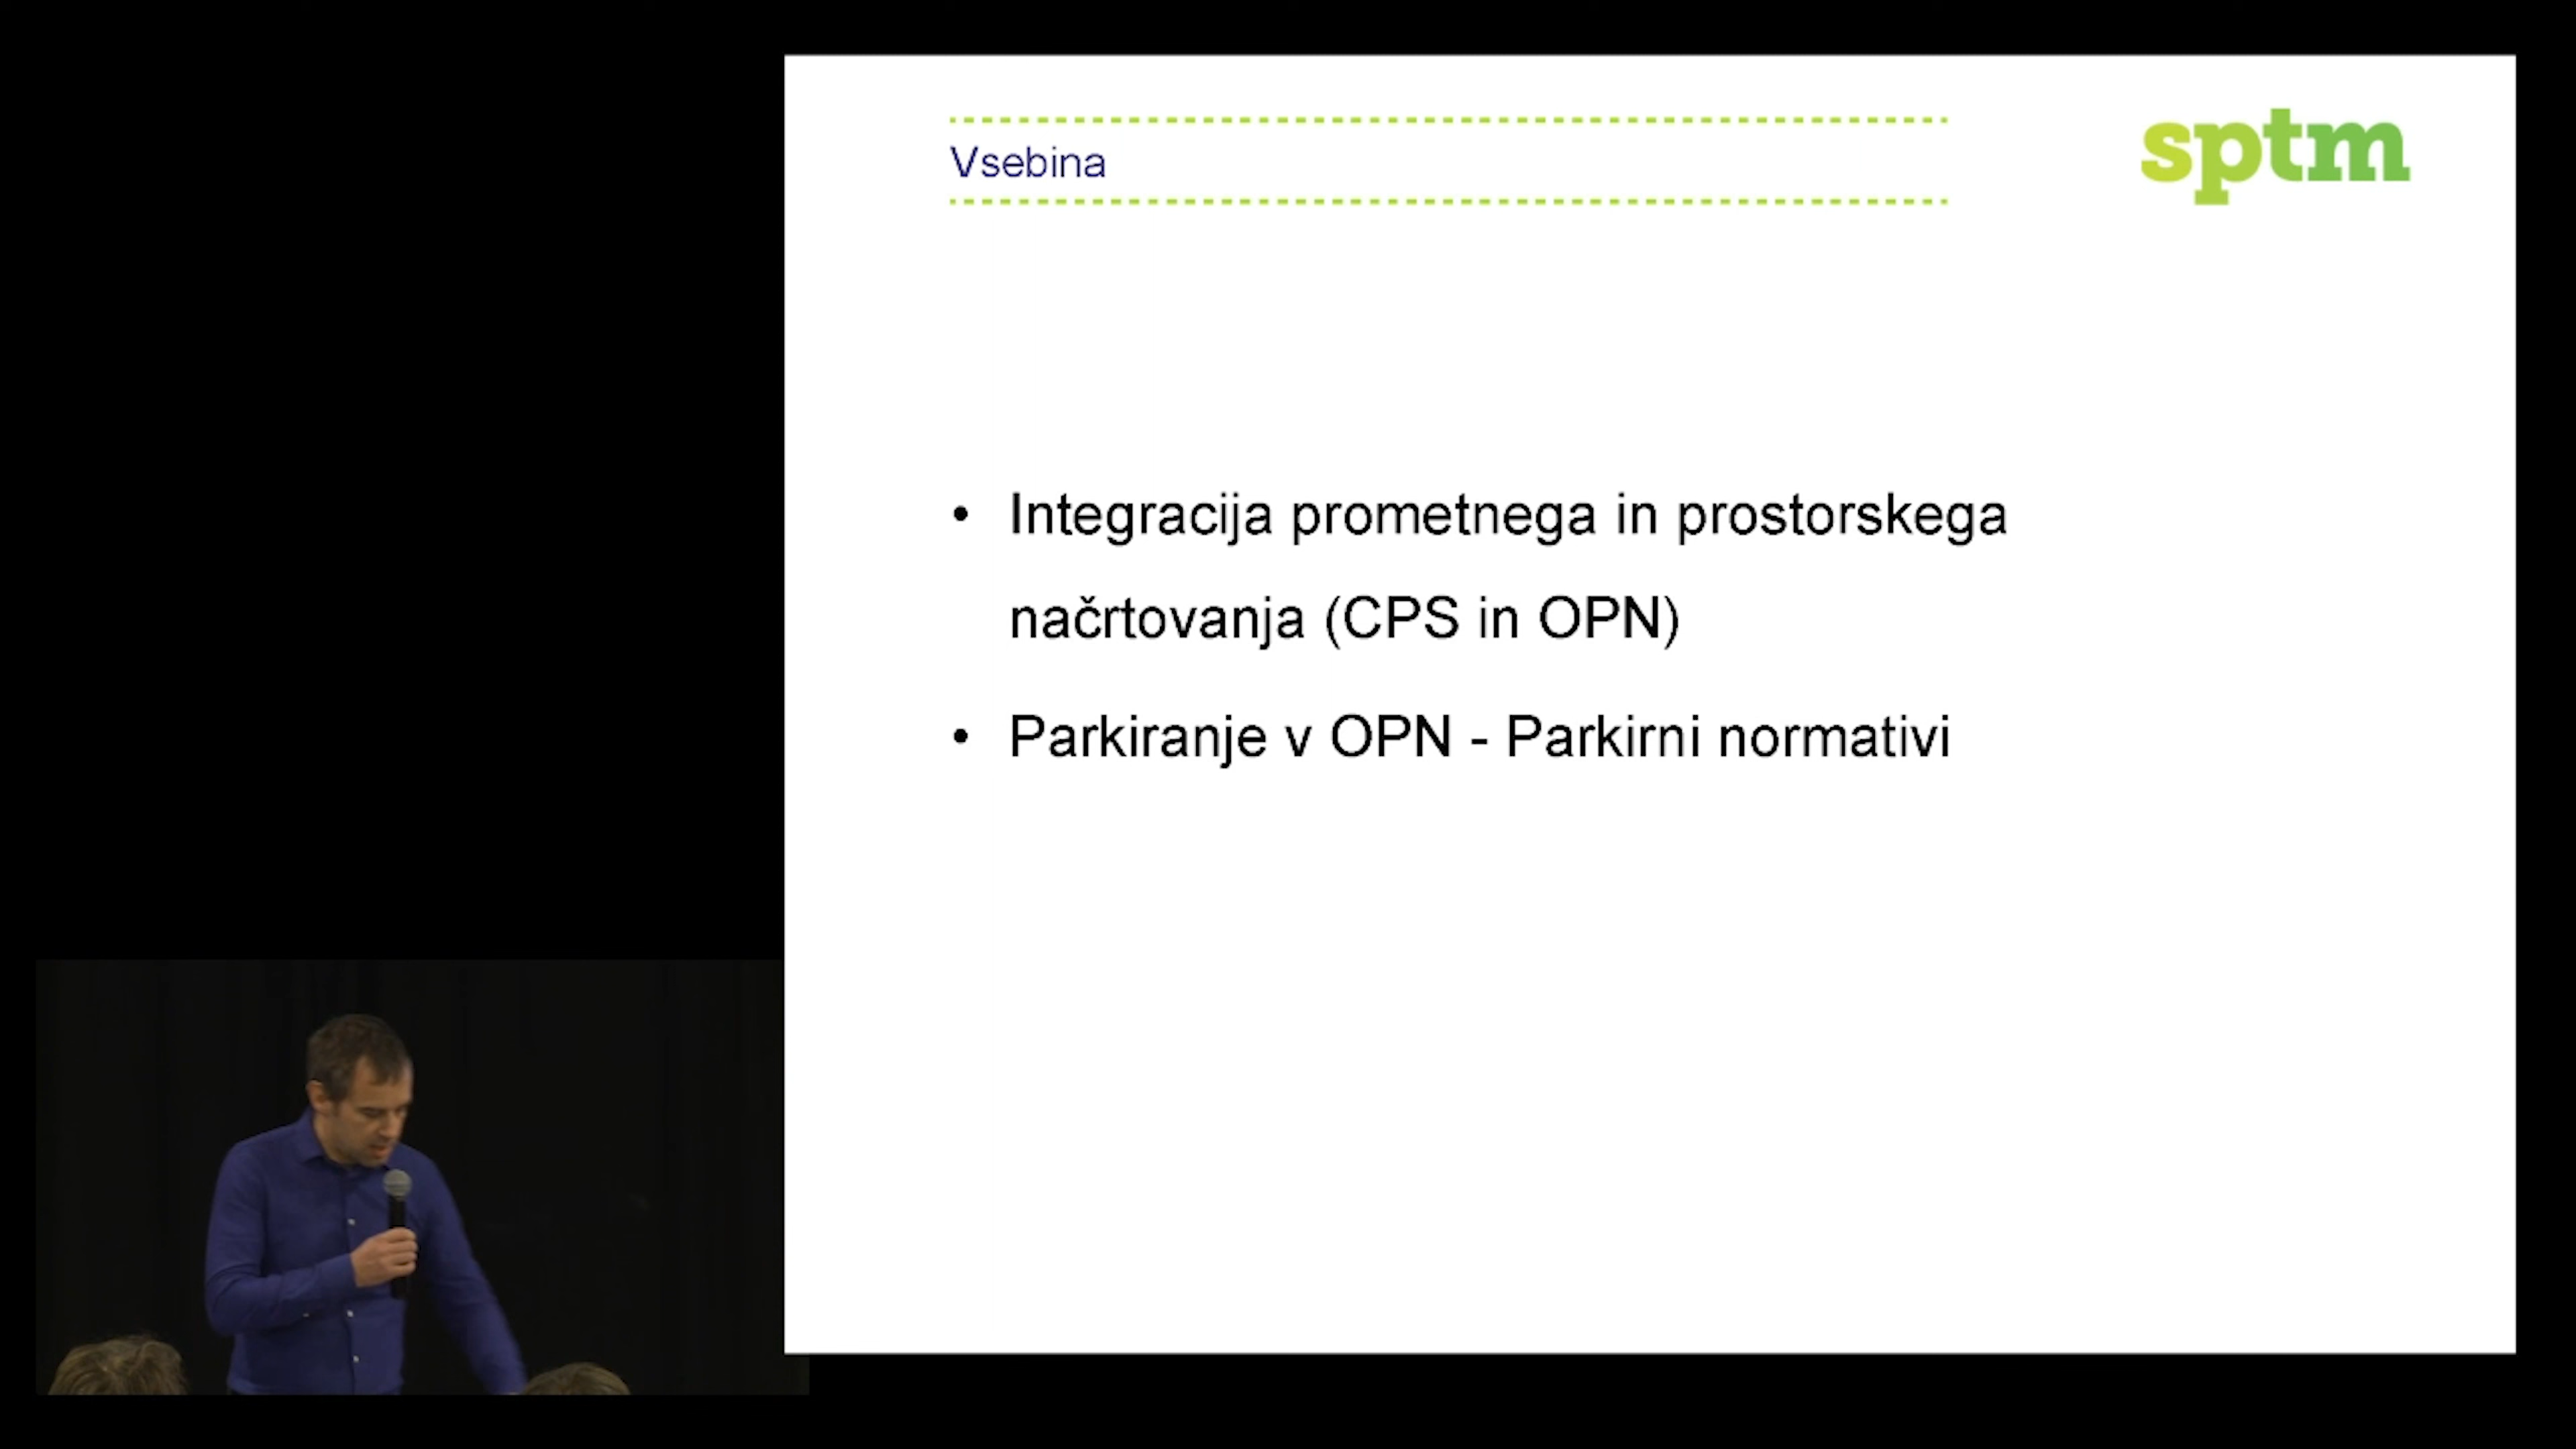 Vsebina
sptm
• Integracija prometnega in prostorskega
načrtovanja (CPS in OPN)
• Parkiranje v OPN - Parkirni normativi